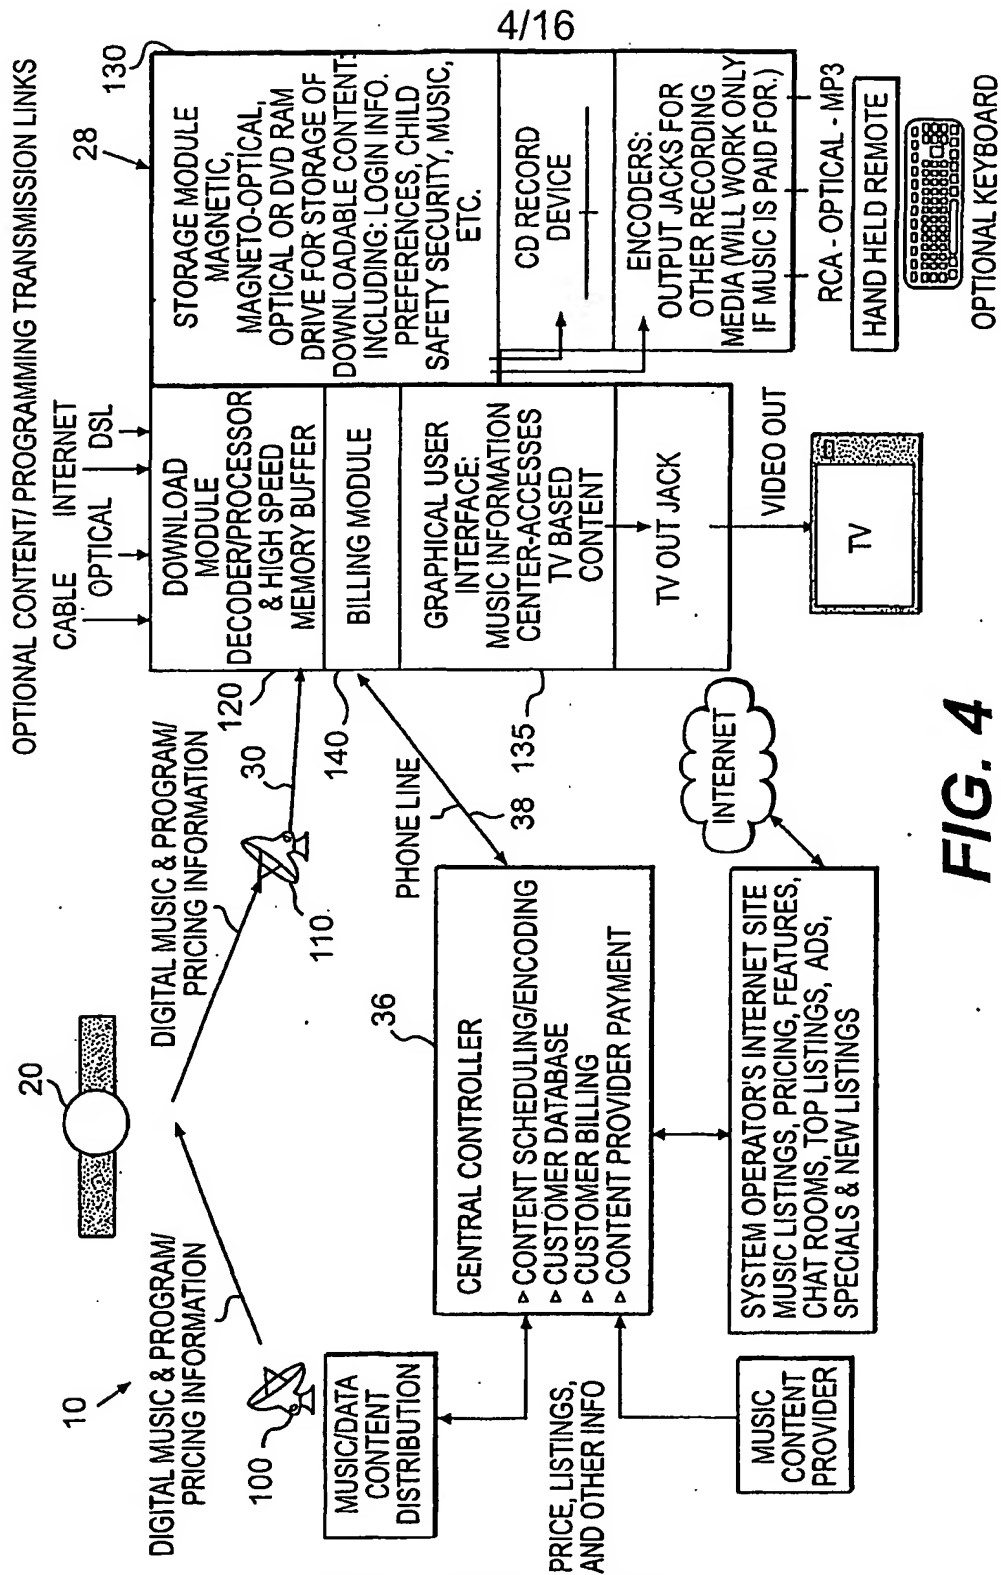 4/16
OPTIONAL CONTENT/ PROGRAMMING TRANSMISSION LINKS
CABLE INTERNET
OPTICAL DSL
28
130
10
DIGITAL MUSIC & PROGRAM/
PRICING INFORMATION
20
DIGITAL MUSIC & PROGRAM/
PRICING INFORMATION
30
100
110
120
DOWNLOAD
MODULE
DECODER/PROCESSOR
& HIGH SPEED
MEMORY BUFFER
140
BILLING MODULE
135
GRAPHICAL USER
INTERFACE:
MUSIC INFORMATION
CENTER-ACCESSES
TV BASED
CONTENT
TV OUT JACK
VIDEO OUT
TV
STORAGE MODULE
MAGNETIC,
MAGNETO-OPTICAL,
OPTICAL OR DVD RAM
DRIVE FOR STORAGE OF
DOWNLOADABLE CONTENT:
INCLUDING: LOGIN INFO.
PREFERENCES, CHILD
SAFETY SECURITY, MUSIC,
ETC.
CD RECORD
DEVICE
ENCODERS:
OUTPUT JACKS FOR
OTHER RECORDING
MEDIA (WILL WORK ONLY
IF MUSIC IS PAID FOR.)
RCA - OPTICAL - MP3
HAND HELD REMOTE
OPTIONAL KEYBOARD
MUSIC/DATA
CONTENT
DISTRIBUTION
36
CENTRAL CONTROLLER
▷ CONTENT SCHEDULING/ENCODING
▷ CUSTOMER DATABASE
▷ CUSTOMER BILLING
▷ CONTENT PROVIDER PAYMENT
PHONE LINE
38
PRICE, LISTINGS,
AND OTHER INFO
MUSIC
CONTENT
PROVIDER
SYSTEM OPERATOR'S INTERNET SITE
MUSIC LISTINGS, PRICING, FEATURES,
CHAT ROOMS, TOP LISTINGS, ADS,
SPECIALS & NEW LISTINGS
INTERNET
FIG. 4